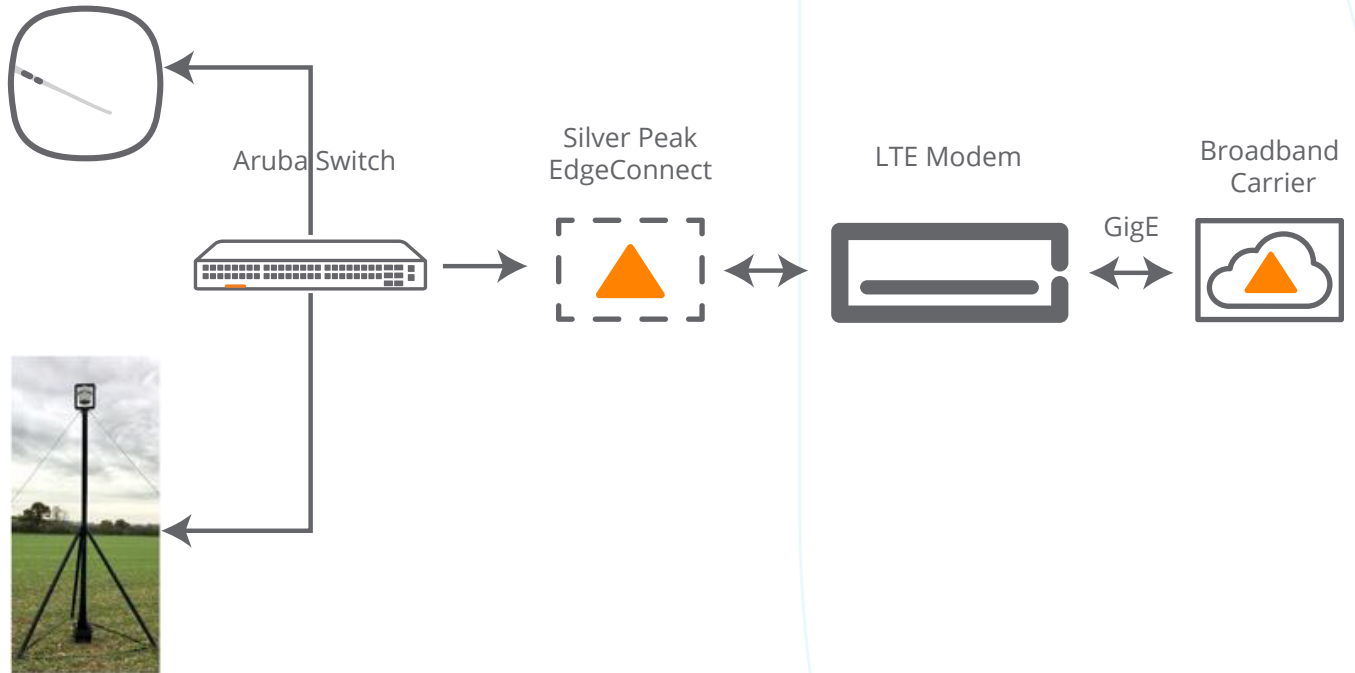 Aruba Switch
Silver Peak
EdgeConnect
LTE Modem
GigE
Broadband
Carrier